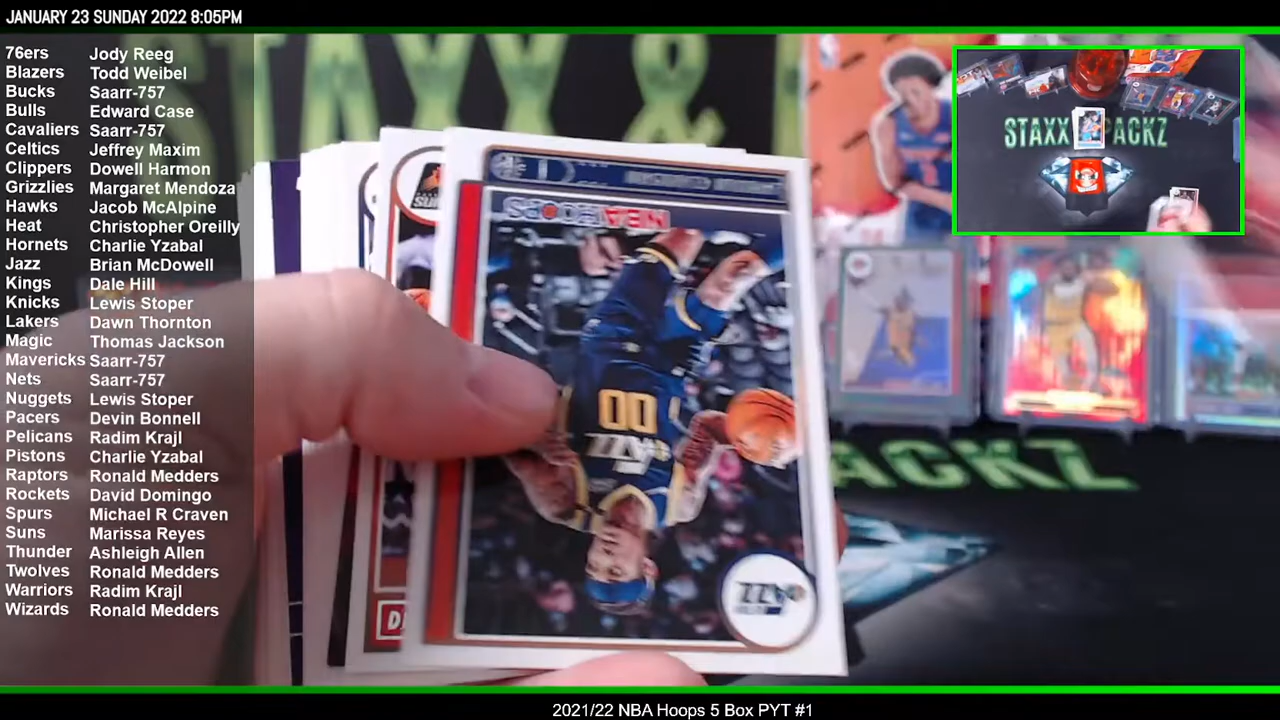 JANUARY 23 SUNDAY 2022 8:05PM
76ers Jody Reeg
Blazers Todd Weibel
Bucks Saarr-757
Bulls Edward Case
Cavaliers Saarr-757
Celtics Jeffrey Maxim
Clippers Dowell Harmon
Grizzlies Margaret Mendoza
Hawks Jacob McAlpine
Heat Christopher Oreilly
Hornets Charlie Yzabal
Jazz Brian McDowell
Kings Dale Hill
Knicks Lewis Stoper
Lakers Dawn Thornton
Magic Thomas Jackson
Mavericks Saarr-757
Nets Saarr-757
Nuggets Lewis Stoper
Pacers Devin Bonnell
Pelicans Radim Krajl
Pistons Charlie Yzabal
Raptors Ronald Medders
Rockets David Domingo
Spurs Michael R Craven
Suns Marissa Reyes
Thunder Ashleigh Allen
Twolves Ronald Medders
Warriors Radim Krajl
Wizards Ronald Medders
STAXX &
NBA HOOPS
00
JAZZ
JAZZ
SUNS
ACKZ
STAXX PACKZ
2021/22 NBA Hoops 5 Box PYT #1